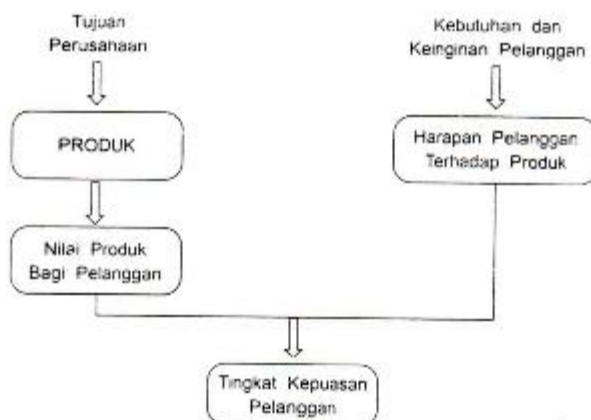 Tujuan
Perusahaan
Kebutuhan dan
Keinginan Pelanggan
PRODUK
Harapan Pelanggan
Terhadap Produk
Nilai Produk
Bagi Pelanggan
Tingkat Kepuasan
Pelanggan